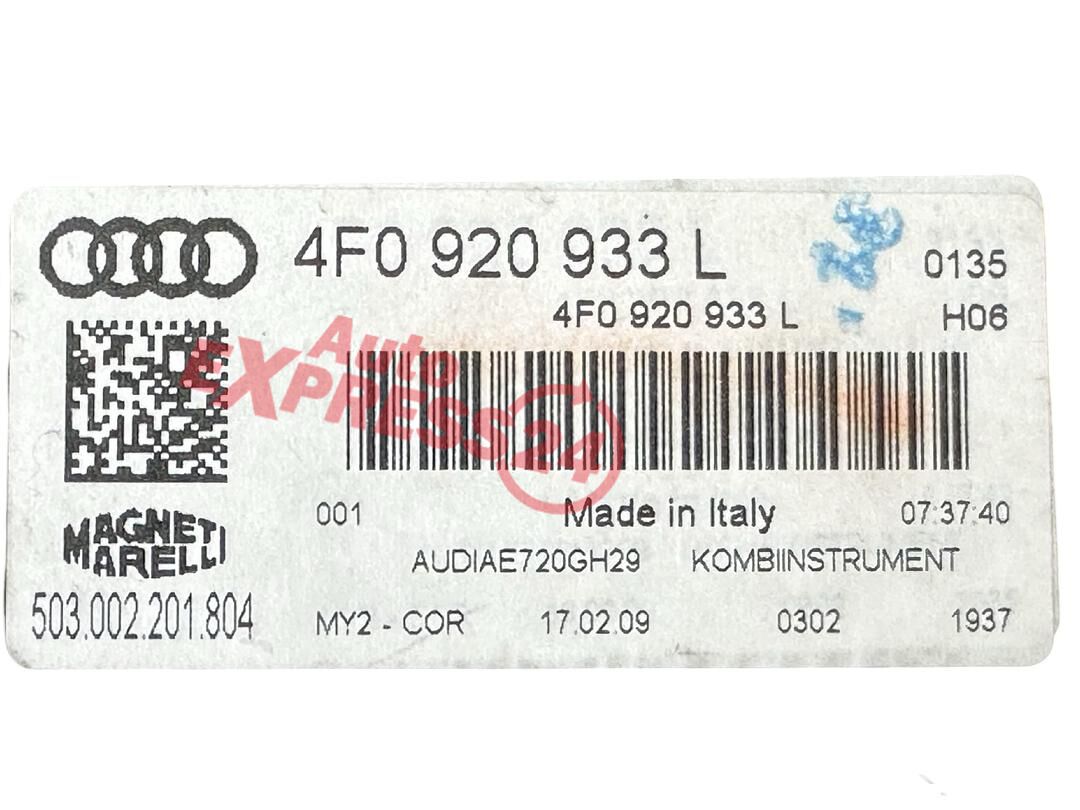 4F0 920 933 L 0135
4F0 920 933 L H06
Auto
EXPRESS24
001 Made in Italy 07:37:40
MAGNETI
MARELLI
AUDIAE720GH29 KOMBIINSTRUMENT
503.002.201.804 MY2 - COR 17.02.09 0302 1937